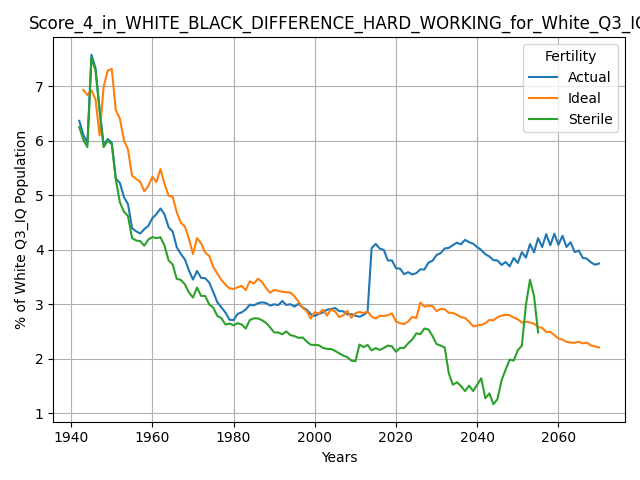 Score_4_in_WHITE_BLACK_DIFFERENCE_HARD_WORKING_for_White_Q3_IQ
Fertility
Actual
Ideal
Sterile
% of White Q3_IQ Population
7
6
5
4
3
2
1
1940
1960
1980
2000
2020
2040
2060
Years